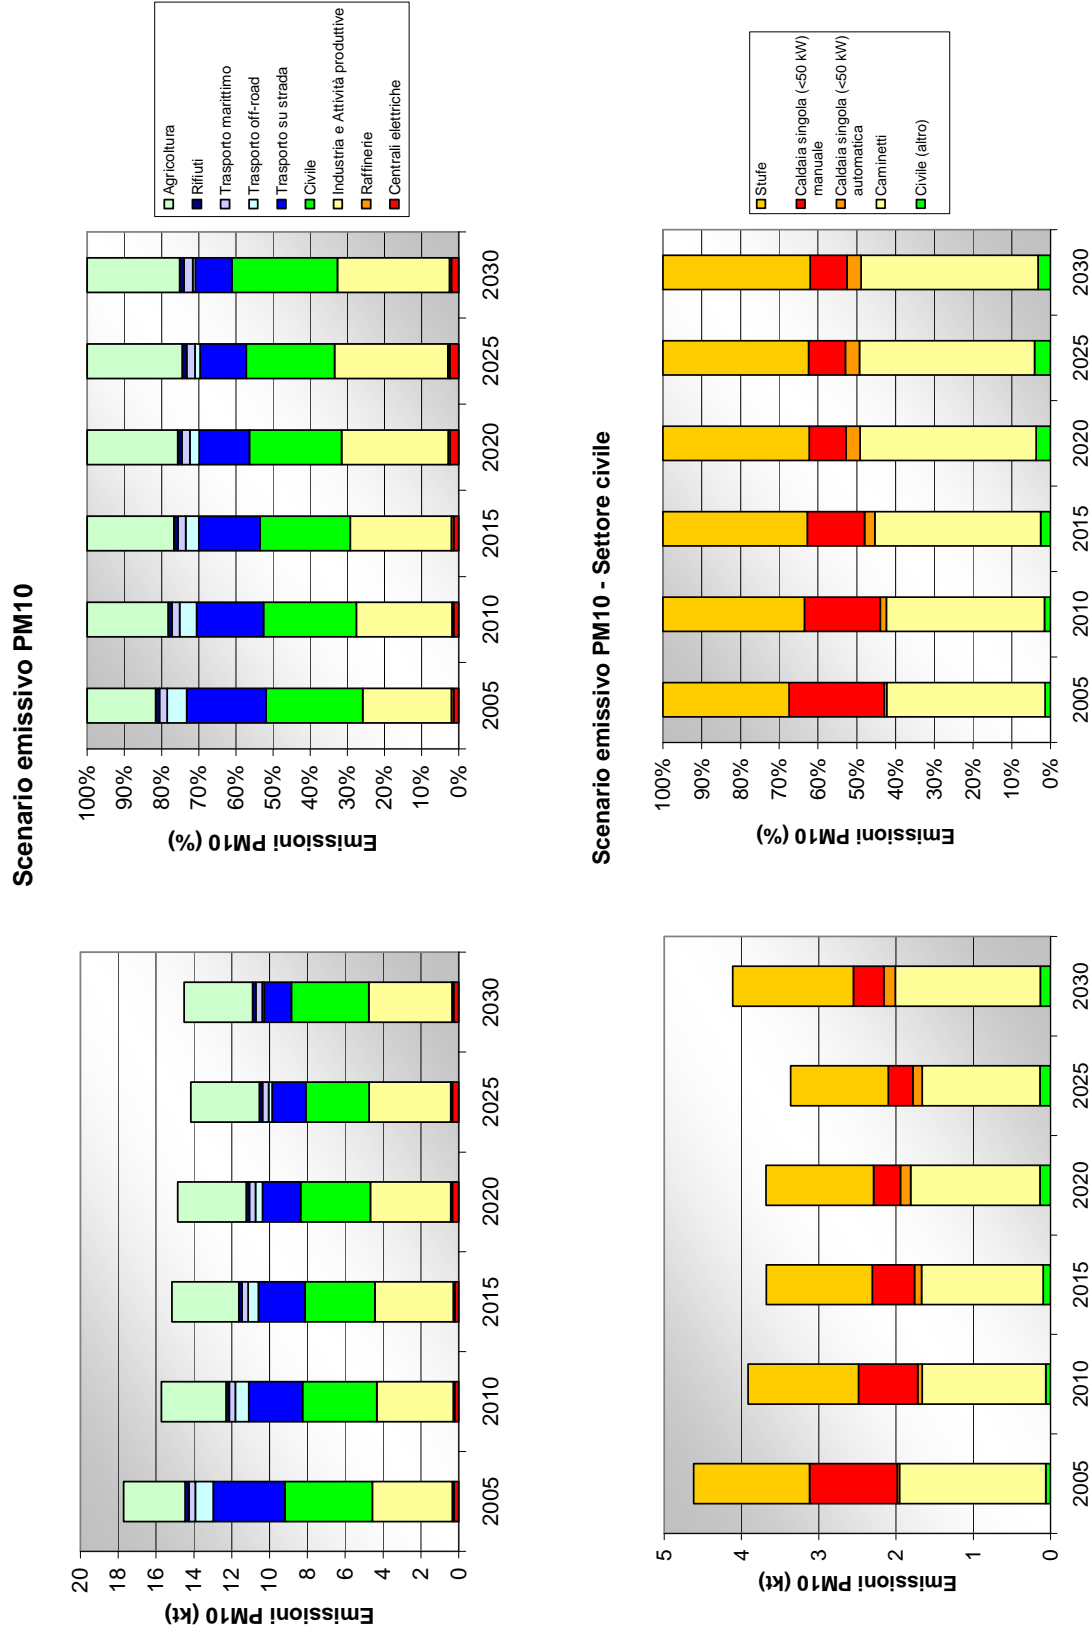 Scenario emissivo PM10
Emissioni PM10 (kt)
20
18
16
14
12
10
8
6
4
2
0
2005
2010
2015
2020
2025
2030
Emissioni PM10 (%)
100%
90%
80%
70%
60%
50%
40%
30%
20%
10%
0%
2005
2010
2015
2020
2025
2030
Agricoltura
Rifiuti
Trasporto marittimo
Trasporto off-road
Trasporto su strada
Civile
Industria e Attività produttive
Raffinerie
Centrali elettriche
Scenario emissivo PM10 - Settore civile
Emissioni PM10 (kt)
5
4
3
2
1
0
2005
2010
2015
2020
2025
2030
Emissioni PM10 (%)
100%
90%
80%
70%
60%
50%
40%
30%
20%
10%
0%
2005
2010
2015
2020
2025
2030
Stufe
Caldaia singola (<50 kW)
manuale
Caldaia singola (<50 kW)
automatica
Caminetti
Civile (altro)